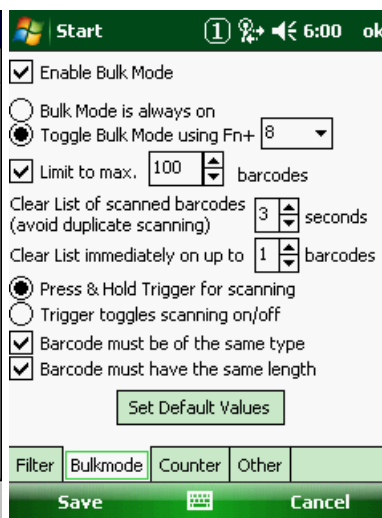 Start 1 6:00 ok
Enable Bulk Mode
Bulk Mode is always on
Toggle Bulk Mode using Fn+ 8
Limit to max. 100 barcodes
Clear List of scanned barcodes
(avoid duplicate scanning) 3 seconds
Clear List immediately on up to 1 barcodes
Press & Hold Trigger for scanning
Trigger toggles scanning on/off
Barcode must be of the same type
Barcode must have the same length
Set Default Values
Filter Bulkmode Counter Other
Save Cancel